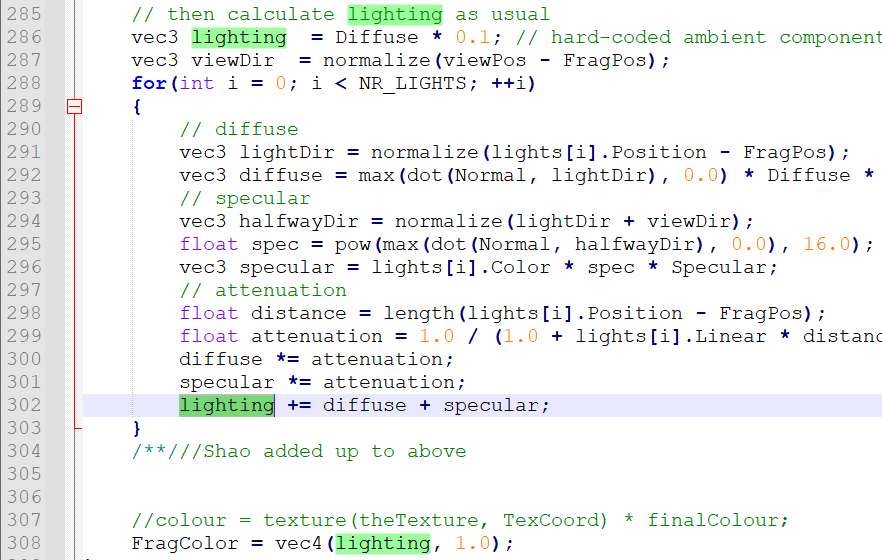 285 // then calculate lighting as usual
286 vec3 lighting  = Diffuse * 0.1; // hard-coded ambient component
287 vec3 viewDir  = normalize(viewPos - FragPos);
288 for(int i = 0; i < NR_LIGHTS; ++i)
289 {
290 // diffuse
291 vec3 lightDir = normalize(lights[i].Position - FragPos);
292 vec3 diffuse = max(dot(Normal, lightDir), 0.0) * Diffuse *
293 // specular
294 vec3 halfwayDir = normalize(lightDir + viewDir);
295 float spec = pow(max(dot(Normal, halfwayDir), 0.0), 16.0);
296 vec3 specular = lights[i].Color * spec * Specular;
297 // attenuation
298 float distance = length(lights[i].Position - FragPos);
299 float attenuation = 1.0 / (1.0 + lights[i].Linear * distanc
300 diffuse *= attenuation;
301 specular *= attenuation;
302 lighting += diffuse + specular;
303 }
304 /**///Shao added up to above
305
306
307 //colour = texture(theTexture, TexCoord) * finalColour;
308 FragColor = vec4(lighting, 1.0);